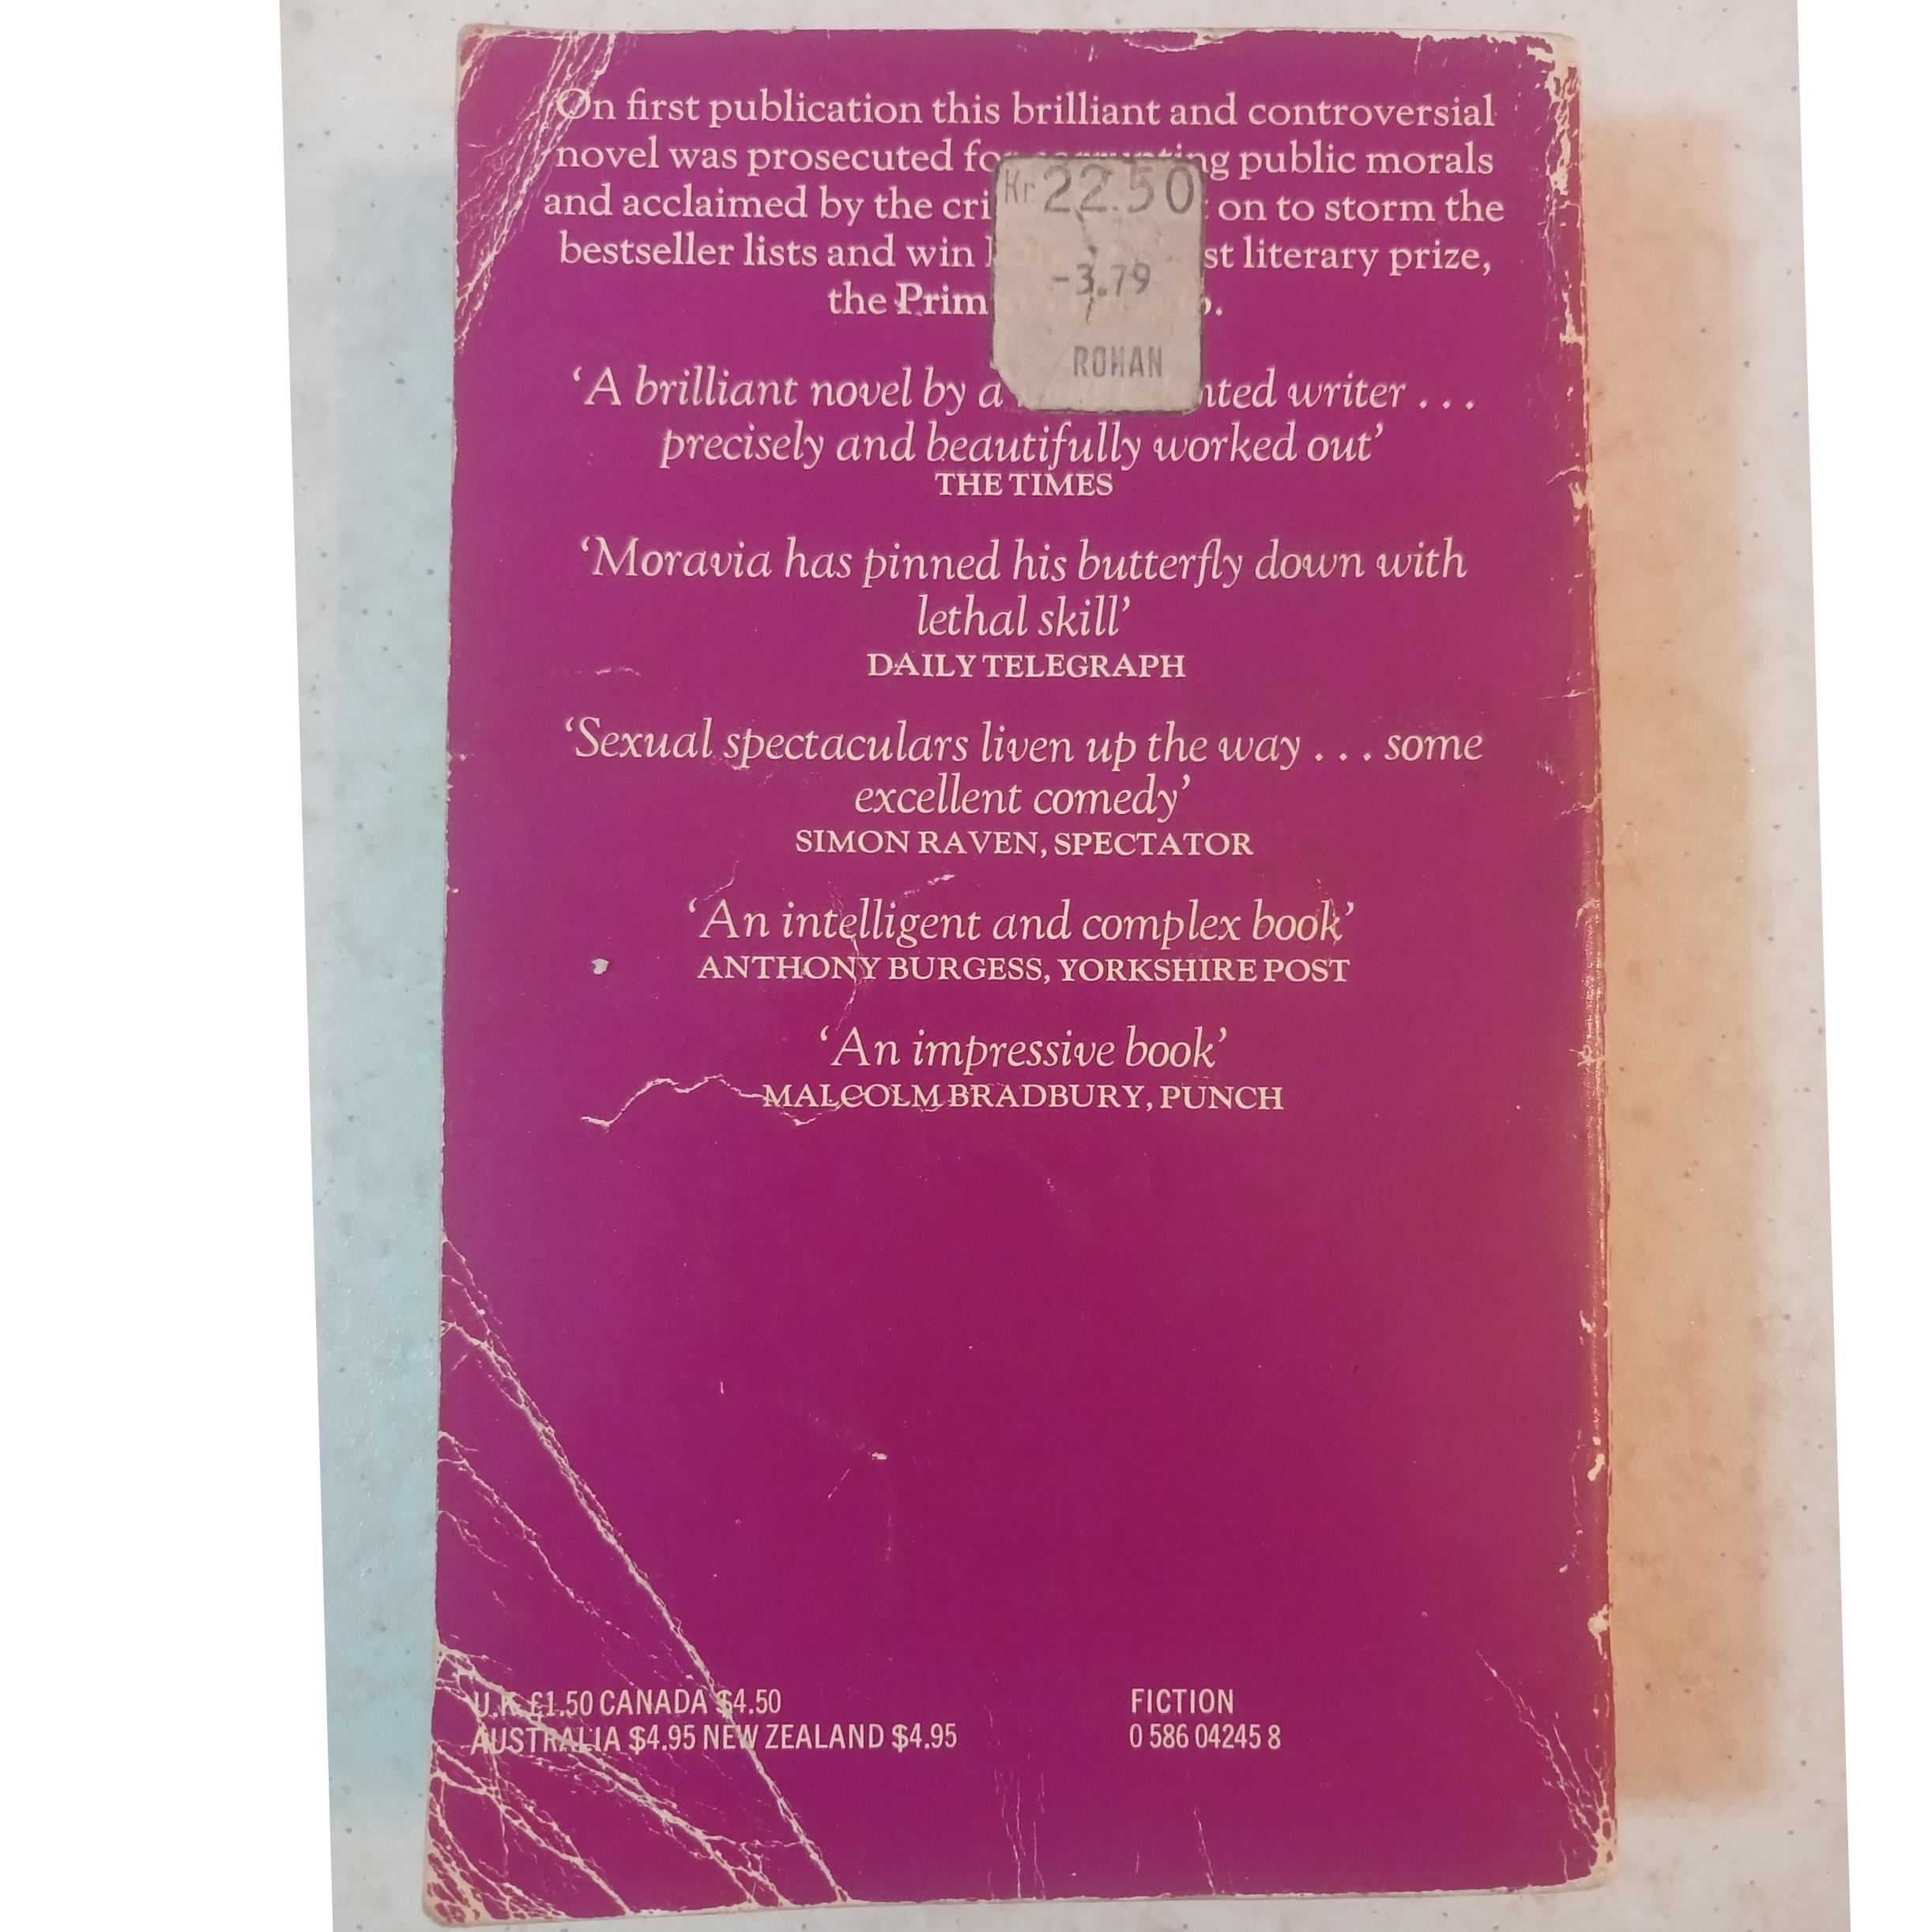 On first publication this brilliant and controversial
novel was prosecuted for corrupting public morals
and acclaimed by the on to storm the
bestseller lists and win literary prize,
the
Kr. 22.50
-3.79
ROMAN
‘A brilliant novel by a writer . . .
precisely and beautifully worked out’
THE TIMES
‘Moravia has pinned his butterfly down with
lethal skill’
DAILY TELEGRAPH
‘Sexual spectaculars liven up the way . . . some
excellent comedy’
SIMON RAVEN, SPECTATOR
‘An intelligent and complex book’
ANTHONY BURGESS, YORKSHIRE POST
‘An impressive book’
MALCOLM BRADBURY, PUNCH
U.K. £1.50 CANADA $4.50
AUSTRALIA $4.95 NEW ZEALAND $4.95
FICTION
0 586 04245 8